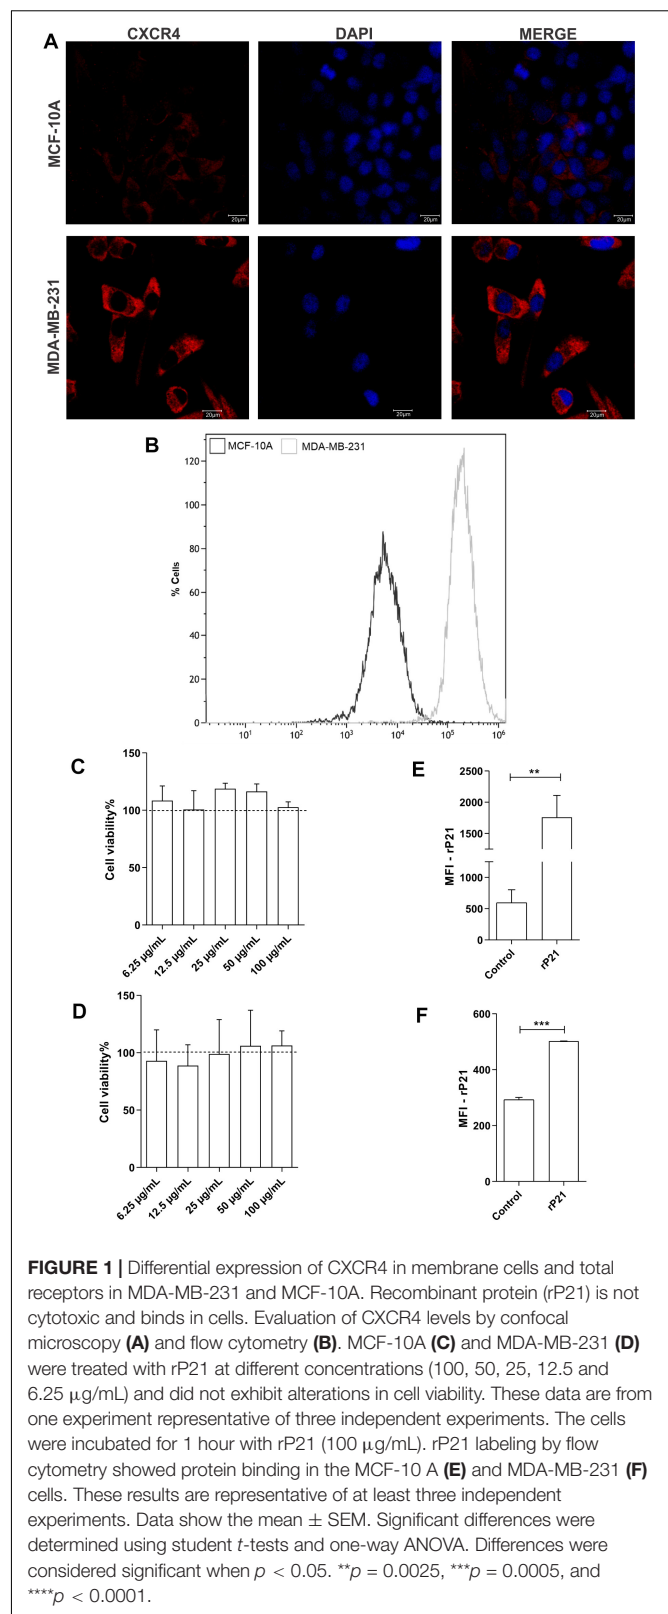 A
CXCR4
DAPI
MERGE
MCF-10A
20µm
20µm
20µm
MDA-MB-231
20µm
20µm
20µm
B
MCF-10A
MDA-MB-231
% Cells
120
100
80
60
40
20
0
10¹
10²
10³
10⁴
10⁵
10⁶
C
Cell viability%
150
100
50
0
6.25 µg/mL
12.5 µg/mL
25 µg/mL
50 µg/mL
100 µg/mL
E
MFI - rP21
2500
2000
1500
1000
500
0
**
Control
rP21
D
Cell viability%
150
100
50
0
6.25 µg/mL
12.5 µg/mL
25 µg/mL
50 µg/mL
100 µg/mL
F
MFI - rP21
600
400
200
0
***
Control
rP21
FIGURE 1 | Differential expression of CXCR4 in membrane cells and total
receptors in MDA-MB-231 and MCF-10A. Recombinant protein (rP21) is not
cytotoxic and binds in cells. Evaluation of CXCR4 levels by confocal
microscopy (A) and flow cytometry (B). MCF-10A (C) and MDA-MB-231 (D)
were treated with rP21 at different concentrations (100, 50, 25, 12.5 and
6.25 µg/mL) and did not exhibit alterations in cell viability. These data are from
one experiment representative of three independent experiments. The cells
were incubated for 1 hour with rP21 (100 µg/mL). rP21 labeling by flow
cytometry showed protein binding in the MCF-10 A (E) and MDA-MB-231 (F)
cells. These results are representative of at least three independent
experiments. Data show the mean ± SEM. Significant differences were
determined using student t-tests and one-way ANOVA. Differences were
considered significant when p < 0.05. **p = 0.0025, ***p = 0.0005, and
****p < 0.0001.